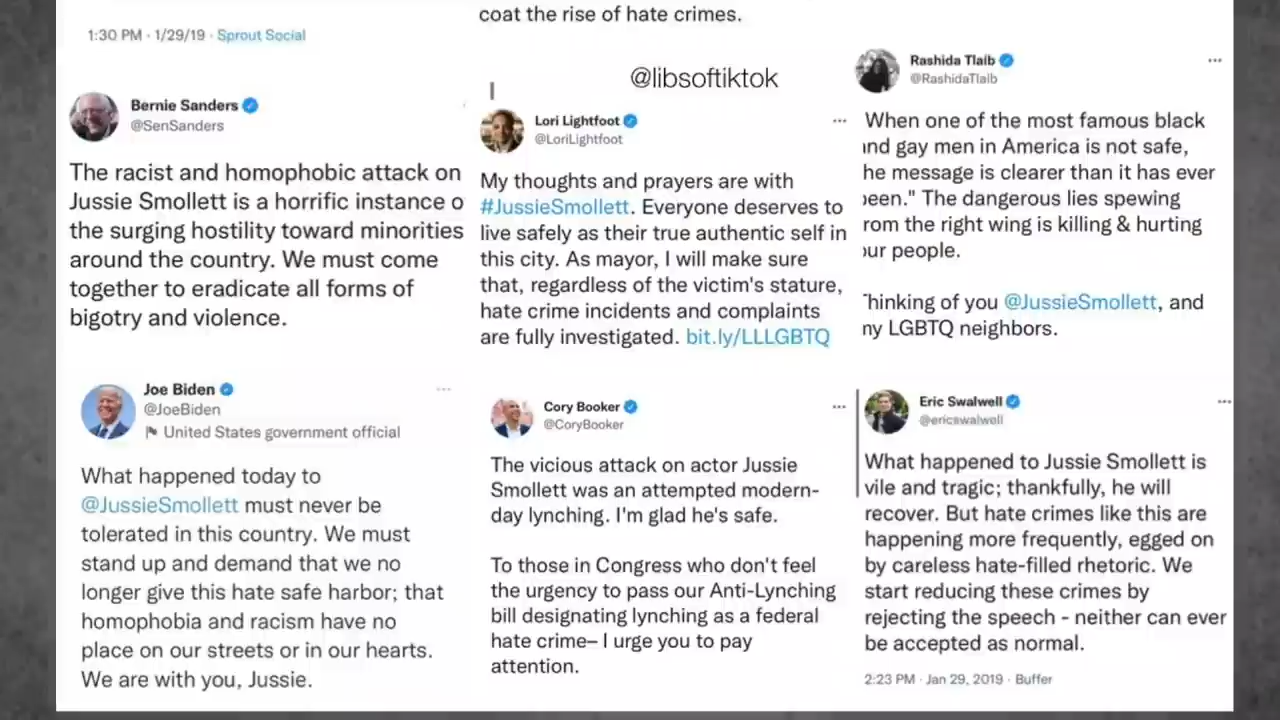 1:30 PM · 1/29/19 · Sprout Social
Bernie Sanders
@SenSanders
The racist and homophobic attack on
Jussie Smollett is a horrific instance o
the surging hostility toward minorities
around the country. We must come
together to eradicate all forms of
bigotry and violence.
Joe Biden
@JoeBiden
United States government official
What happened today to
@JussieSmollett must never be
tolerated in this country. We must
stand up and demand that we no
longer give this hate safe harbor; that
homophobia and racism have no
place on our streets or in our hearts.
We are with you, Jussie.
coat the rise of hate crimes.
@libsoftiktok
Lori Lightfoot
@LoriLightfoot
My thoughts and prayers are with
#JussieSmollett. Everyone deserves to
live safely as their true authentic self in
this city. As mayor, I will make sure
that, regardless of the victim's stature,
hate crime incidents and complaints
are fully investigated. bit.ly/LLLGBTQ
Cory Booker
@CoryBooker
The vicious attack on actor Jussie
Smollett was an attempted modern-
day lynching. I'm glad he's safe.
To those in Congress who don't feel
the urgency to pass our Anti-Lynching
bill designating lynching as a federal
hate crime– I urge you to pay
attention.
Rashida Tlaib
@RashidaTlaib
When one of the most famous black
nd gay men in America is not safe,
he message is clearer than it has ever
een." The dangerous lies spewing
rom the right wing is killing & hurting
ur people.
hinking of you @JussieSmollett, and
ny LGBTQ neighbors.
Eric Swalwell
@ericswalwell
What happened to Jussie Smollett is
vile and tragic; thankfully, he will
recover. But hate crimes like this are
happening more frequently, egged on
by careless hate-filled rhetoric. We
start reducing these crimes by
rejecting the speech - neither can ever
be accepted as normal.
2:23 PM · Jan 29, 2019 · Buffer